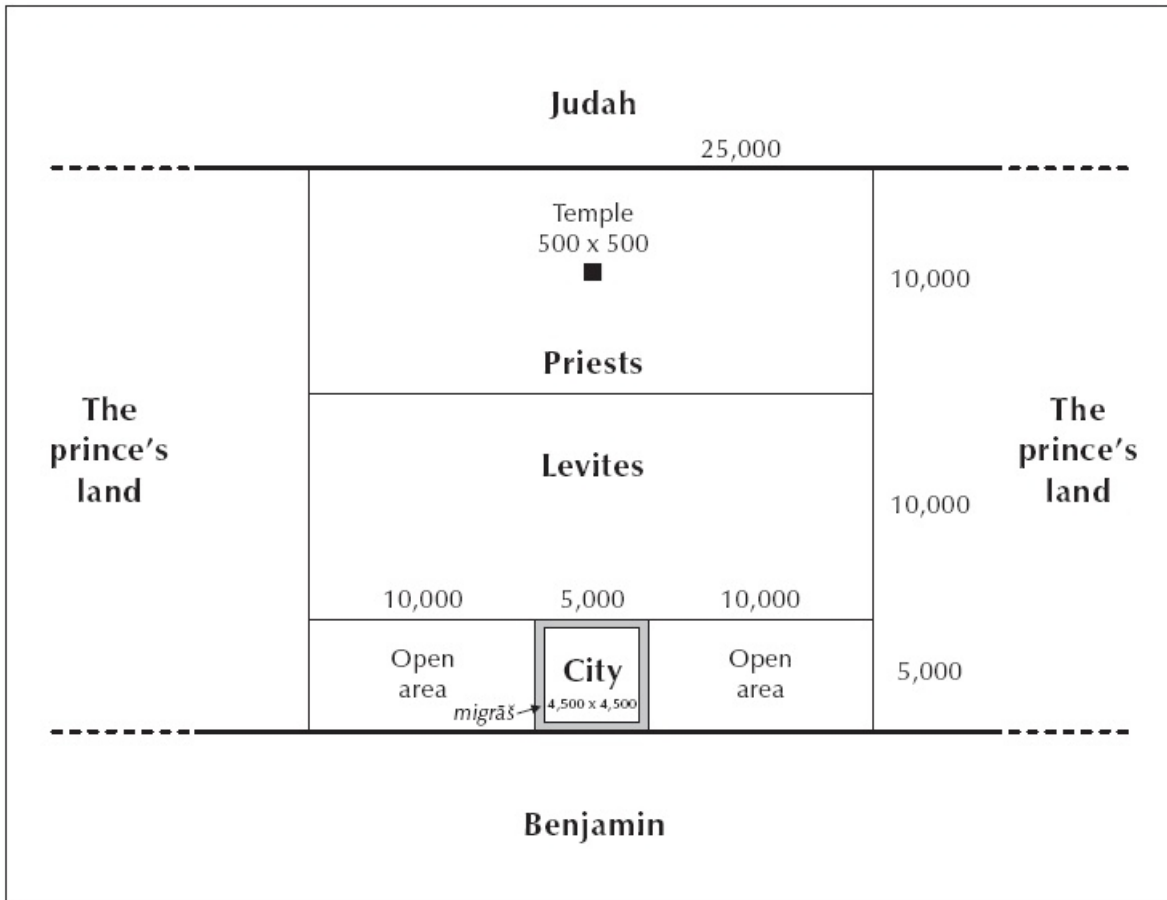 Judah
25,000
Temple
500 x 500
10,000
Priests
The
prince's
land
The
prince's
land
Levites
10,000
10,000
5,000
10,000
Open
area
City
4,500 x 4,500
migrāš
Open
area
5,000
Benjamin